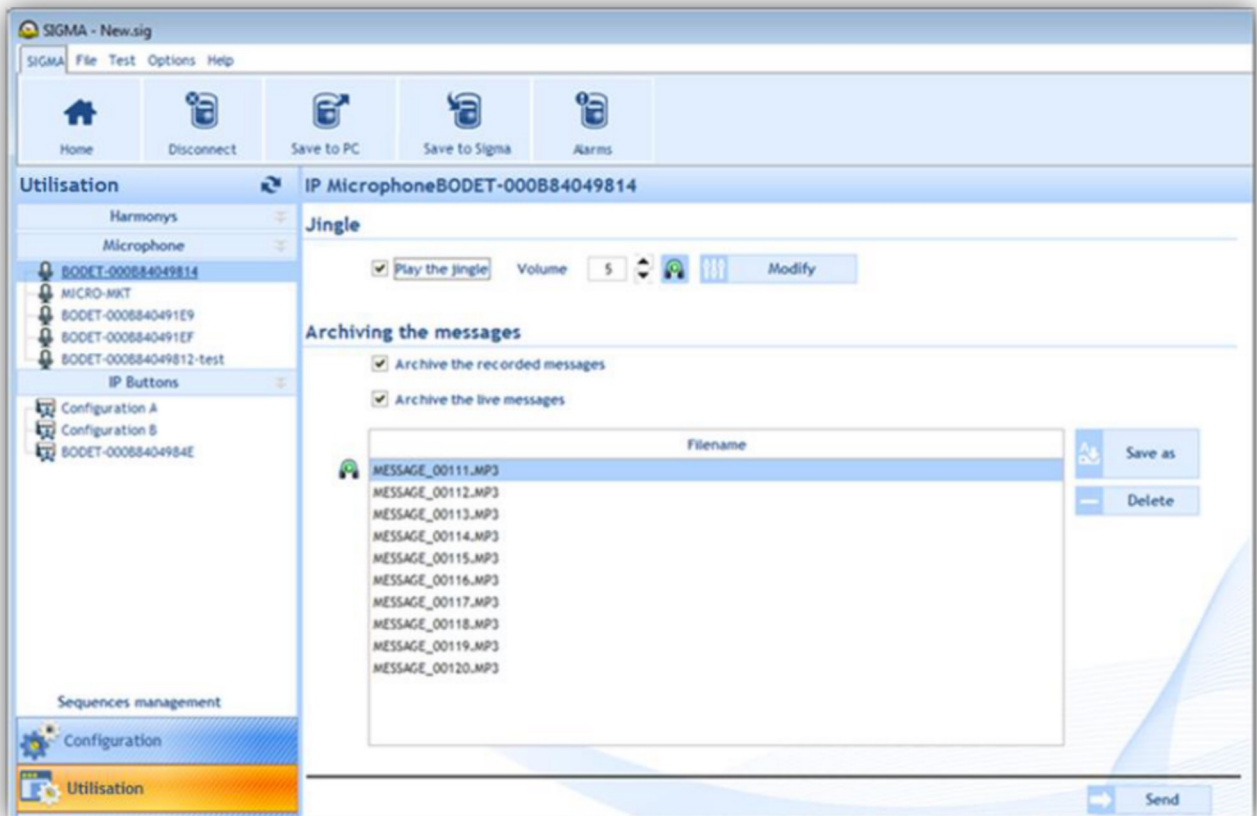 SIGMA - New.sig
SIGMA File Test Options Help
Home Disconnect Save to PC Save to Sigma Alarms
Utilisation
IP MicrophoneBODET-000B84049814
Harmonys
Microphone
BODET-000B84049814
MICRO-MKT
BODET-000B840491E9
BODET-000B840491EF
BODET-000B84049812-test
IP Buttons
Configuration A
Configuration B
BODET-000B8404984E
Jingle
Play the jingle Volume 5 Modify
Archiving the messages
Archive the recorded messages
Archive the live messages
Filename
MESSAGE_00111.MP3
MESSAGE_00112.MP3
MESSAGE_00113.MP3
MESSAGE_00114.MP3
MESSAGE_00115.MP3
MESSAGE_00116.MP3
MESSAGE_00117.MP3
MESSAGE_00118.MP3
MESSAGE_00119.MP3
MESSAGE_00120.MP3
Save as
Delete
Sequences management
Configuration
Utilisation
Send